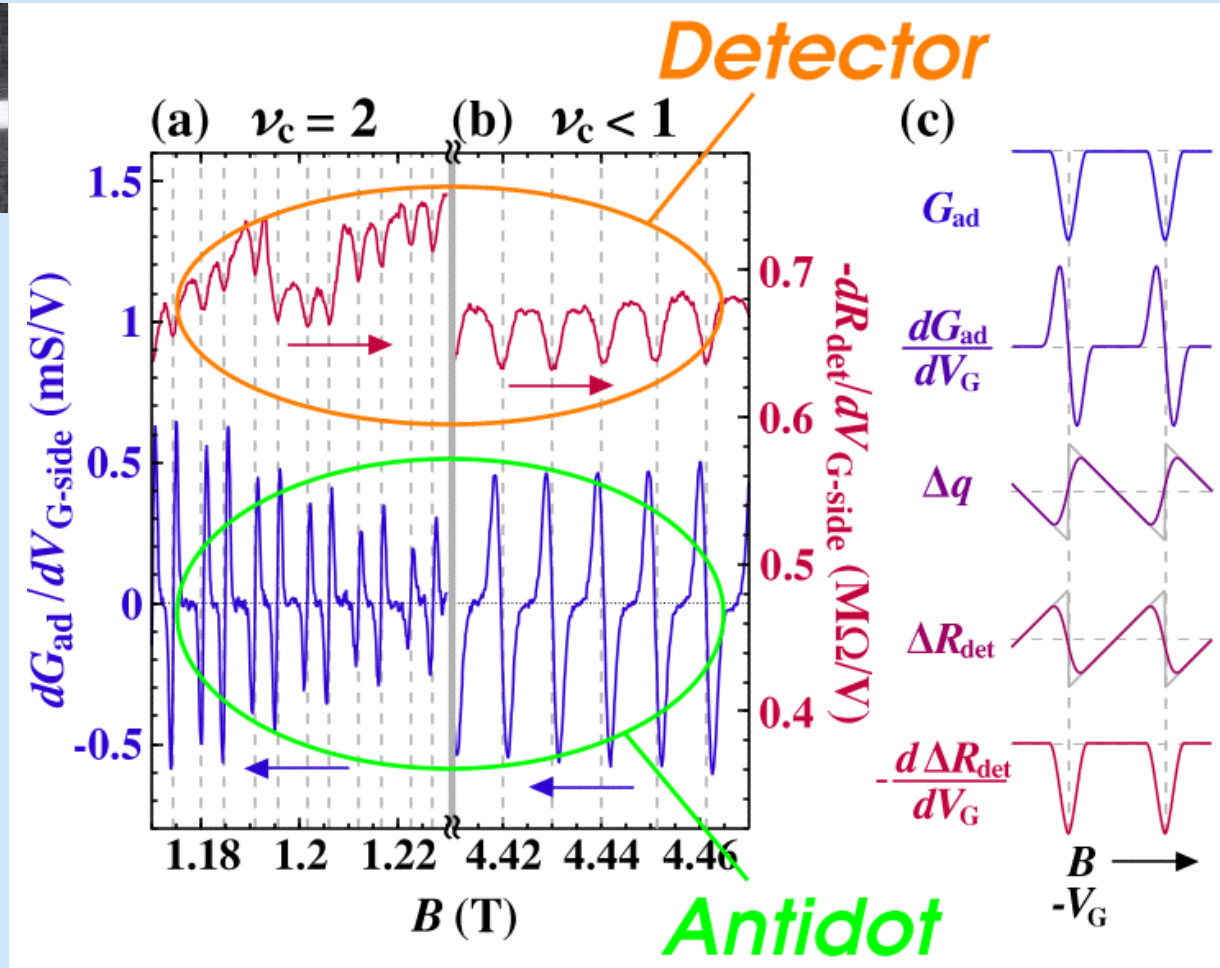 Detector
(a) νc = 2 (b) νc < 1 (c)
1.5
1
0.5
0
-0.5
dGad / dVG-side (mS/V)
0.7
0.6
0.5
0.4
-dRdet/dVG-side (MΩ/V)
1.18 1.2 1.22 4.42 4.44 4.46
B (T)
Antidot
Gad
dGad
dVG
Δq
ΔRdet
- d ΔRdet
dVG
B
-VG